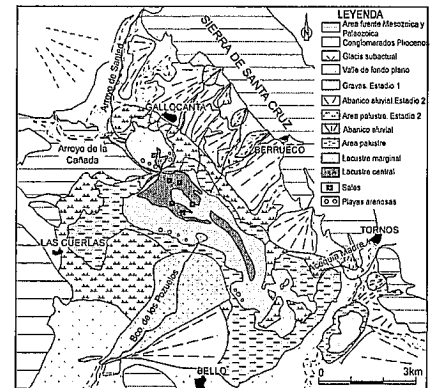 LEYENDA
Area fuente Mesozoica y
Paleozoica
Conglomerados Pliocenos
Glacis subactual
Valle de fondo plano
Gravas. Estadio 1
Abanico aluvial Estadio 2
Area palustre. Estadio 2
Abanico aluvial
Area palustre
Lacustre marginal
Lacustre central
Sales
Playas arenosas
N
SIERRA DE SANTA CRUZ
Arroyo de Santed
GALLOCANTA
Arroyo de la
Cañada
BERRUECO
LAS CUERLAS
TORNOS
Acequia Madre
Bco de los Pozuelos
BELLO
0 3km